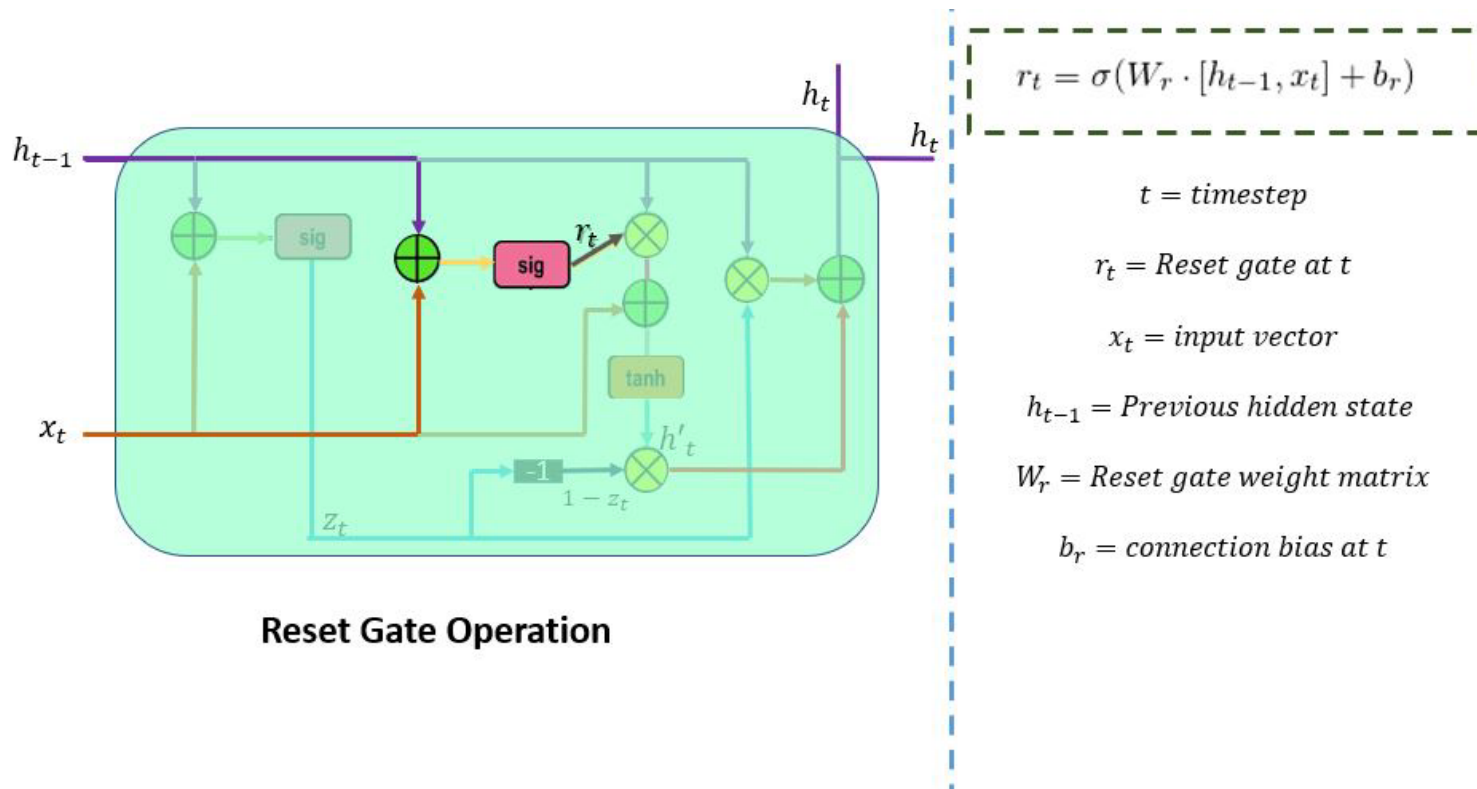 h_t
h_t
h_{t-1}
sig
sig
r_t
tanh
x_t
h'_t
-1
1 − z_t
z_t
Reset Gate Operation
r_t = σ(W_r · [h_{t−1}, x_t] + b_r)
t = timestep
r_t = Reset gate at t
x_t = input vector
h_{t−1} = Previous hidden state
W_r = Reset gate weight matrix
b_r = connection bias at t